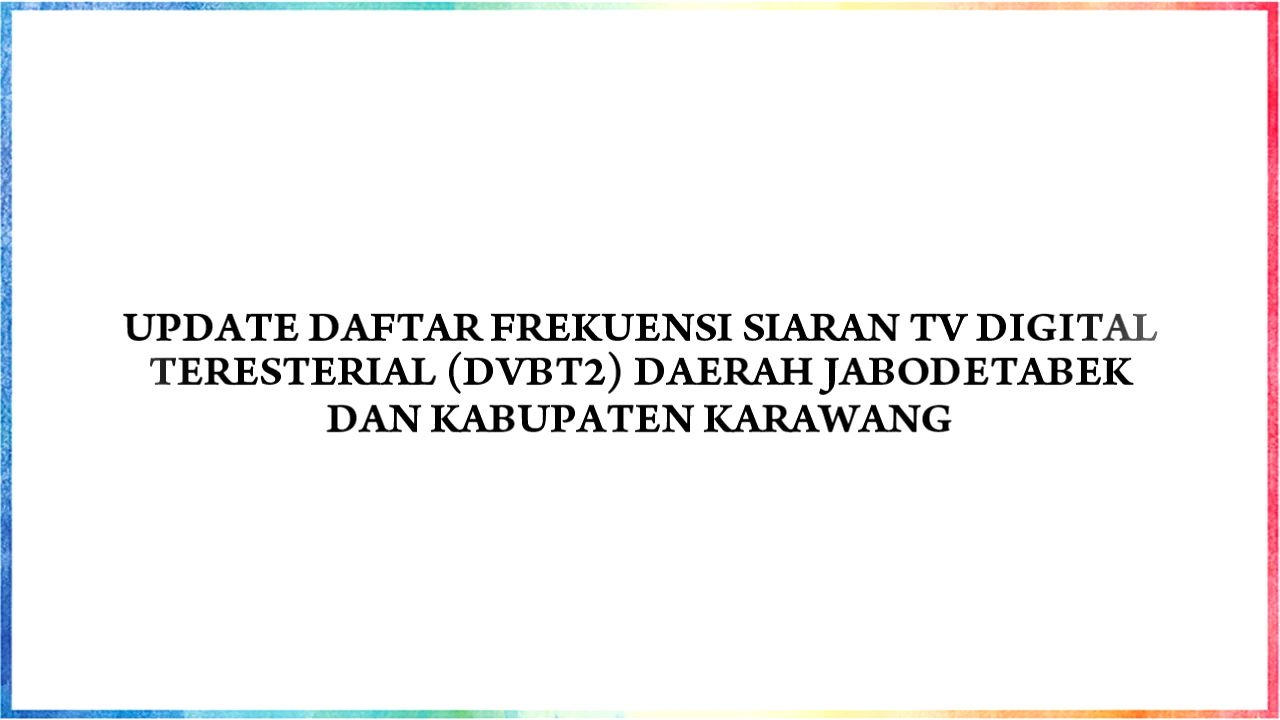 UPDATE DAFTAR FREKUENSI SIARAN TV DIGITAL
TERESTERIAL (DVBT2) DAERAH JABODETABEK
DAN KABUPATEN KARAWANG